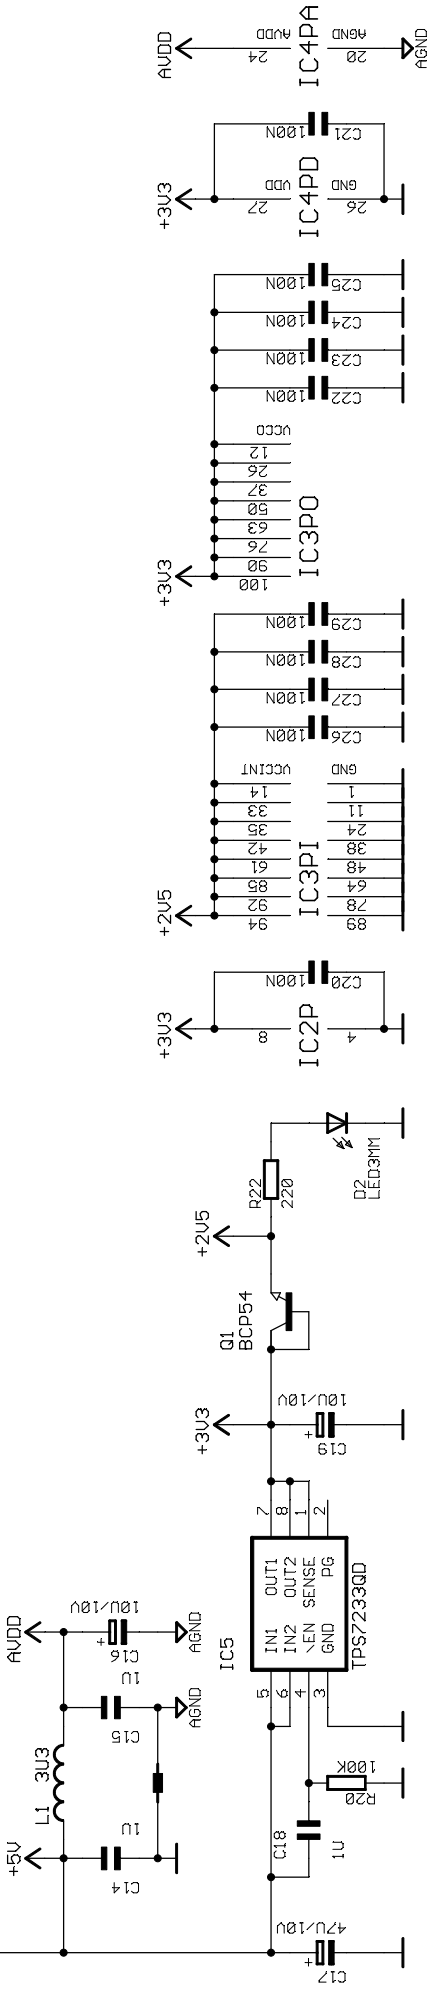 AVDD
AVDD
24
IC4PA
AGND
20
AGND
100N
C21
+3V3
VDD
27
IC4PD
GND
26
100N
C25
100N
C24
100N
C23
100N
C22
VCCO
12
26
37
50
63
76
90
100
+3V3
IC3PO
100N
C29
100N
C28
100N
C27
100N
C26
VCCINT
GND
14
1
33
11
35
24
42
38
61
48
85
64
92
78
94
89
+2V5
IC3PI
100N
C20
+3V3
8
IC2P
4
D2
LED3MM
R22
220
+2V5
Q1
BCP54
+3V3
10U/10V
C19
+
7
8
1
2
OUT1
OUT2
SENSE
PG
IC5
TPS7233QD
IN1
IN2
\EN
GND
5
6
4
3
AVDD
10U/10V
C16
+
AGND
1U
C15
AGND
L1
3U3
+5V
1U
C14
100K
R20
C18
1U
47U/10V
C17
+